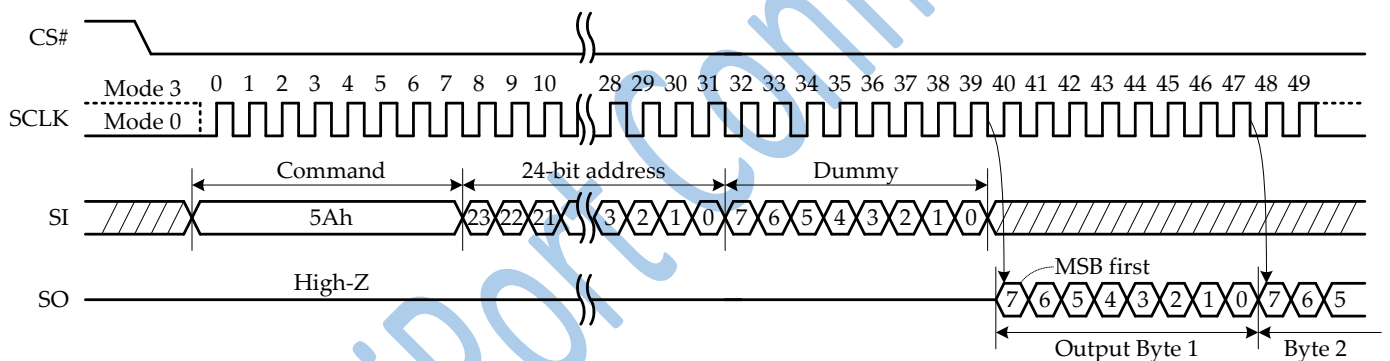 CS#
Mode 3
0 1 2 3 4 5 6 7 8 9 10 28 29 30 31 32 33 34 35 36 37 38 39 40 41 42 43 44 45 46 47 48 49
SCLK
Mode 0
Command 24-bit address Dummy
SI 5Ah 23 22 21 3 2 1 0 7 6 5 4 3 2 1 0
High-Z MSB first
SO 7 6 5 4 3 2 1 0 7 6 5
Output Byte 1 Byte 2